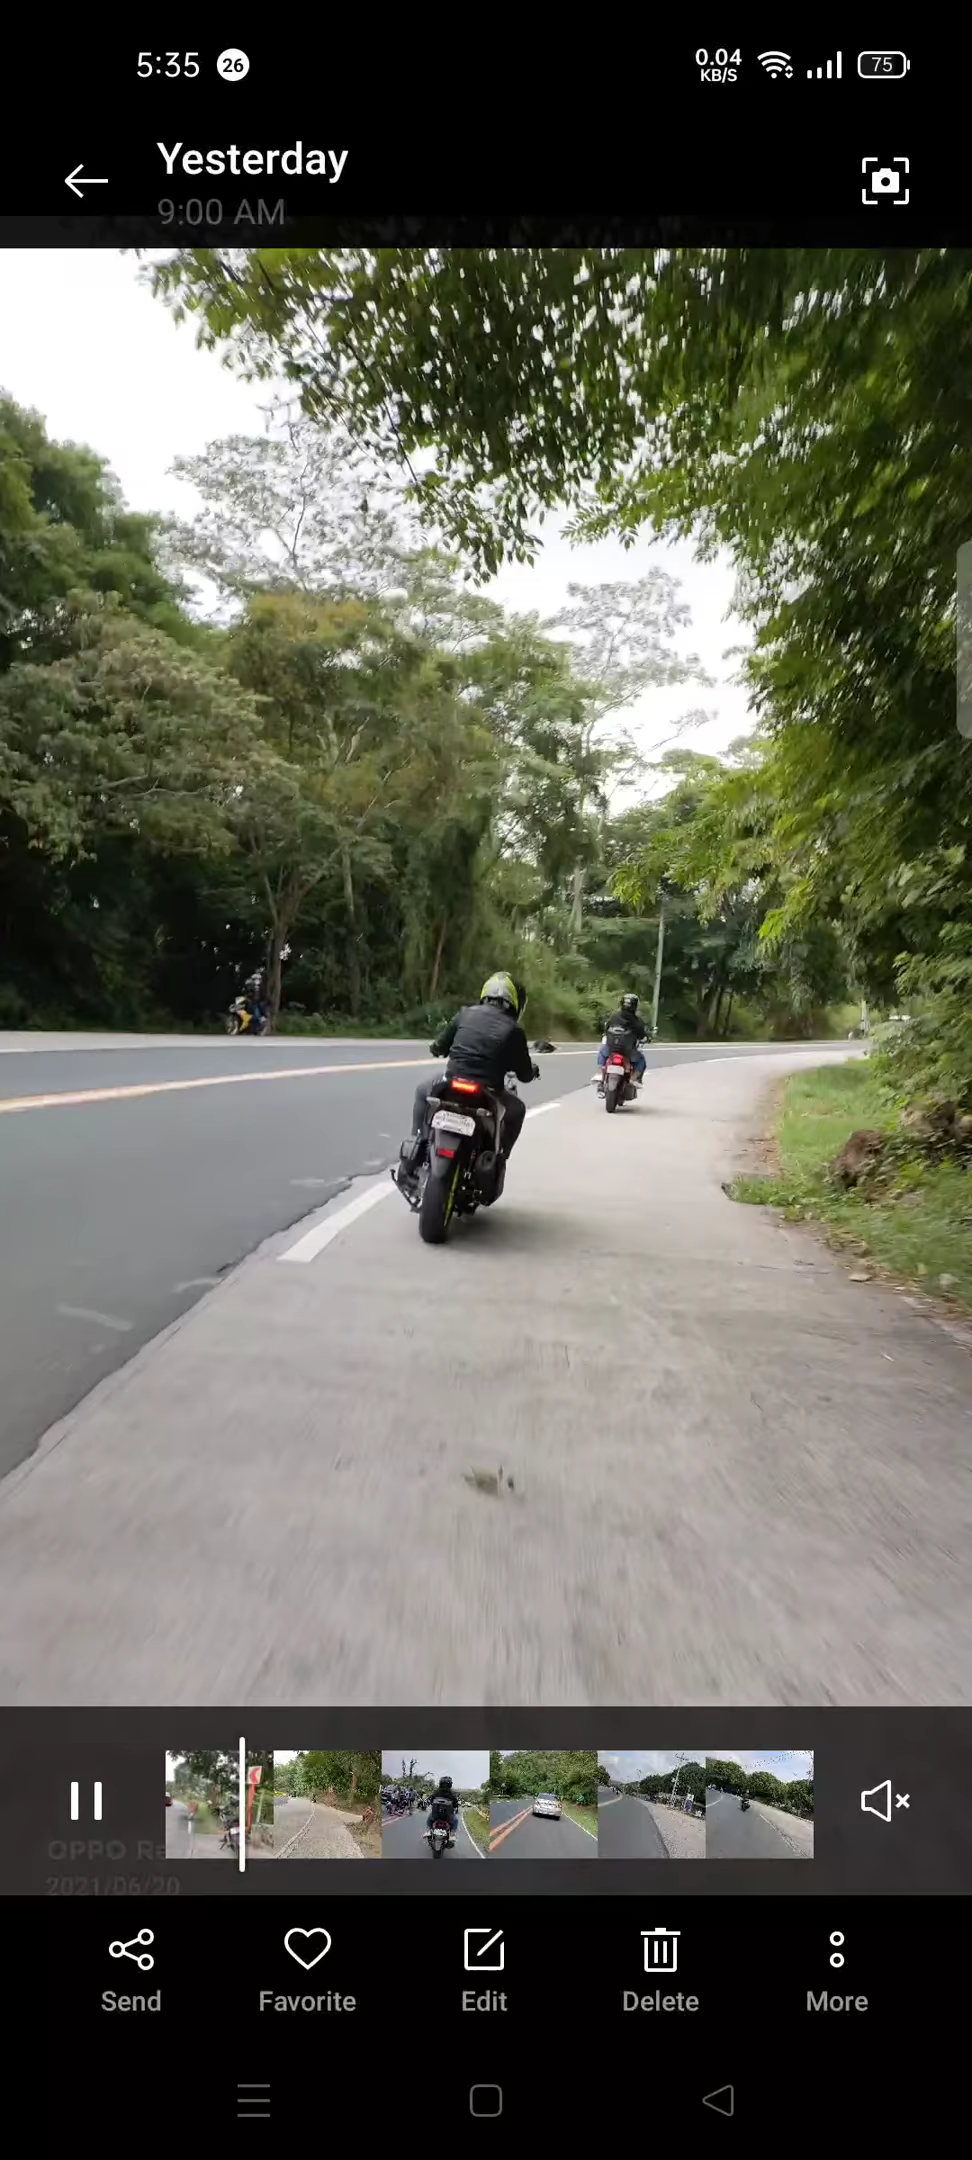 5:35 26
0.04
KB/S
75
Yesterday
9:00 AM
OPPO Re
2021/06/20
Send Favorite Edit Delete More